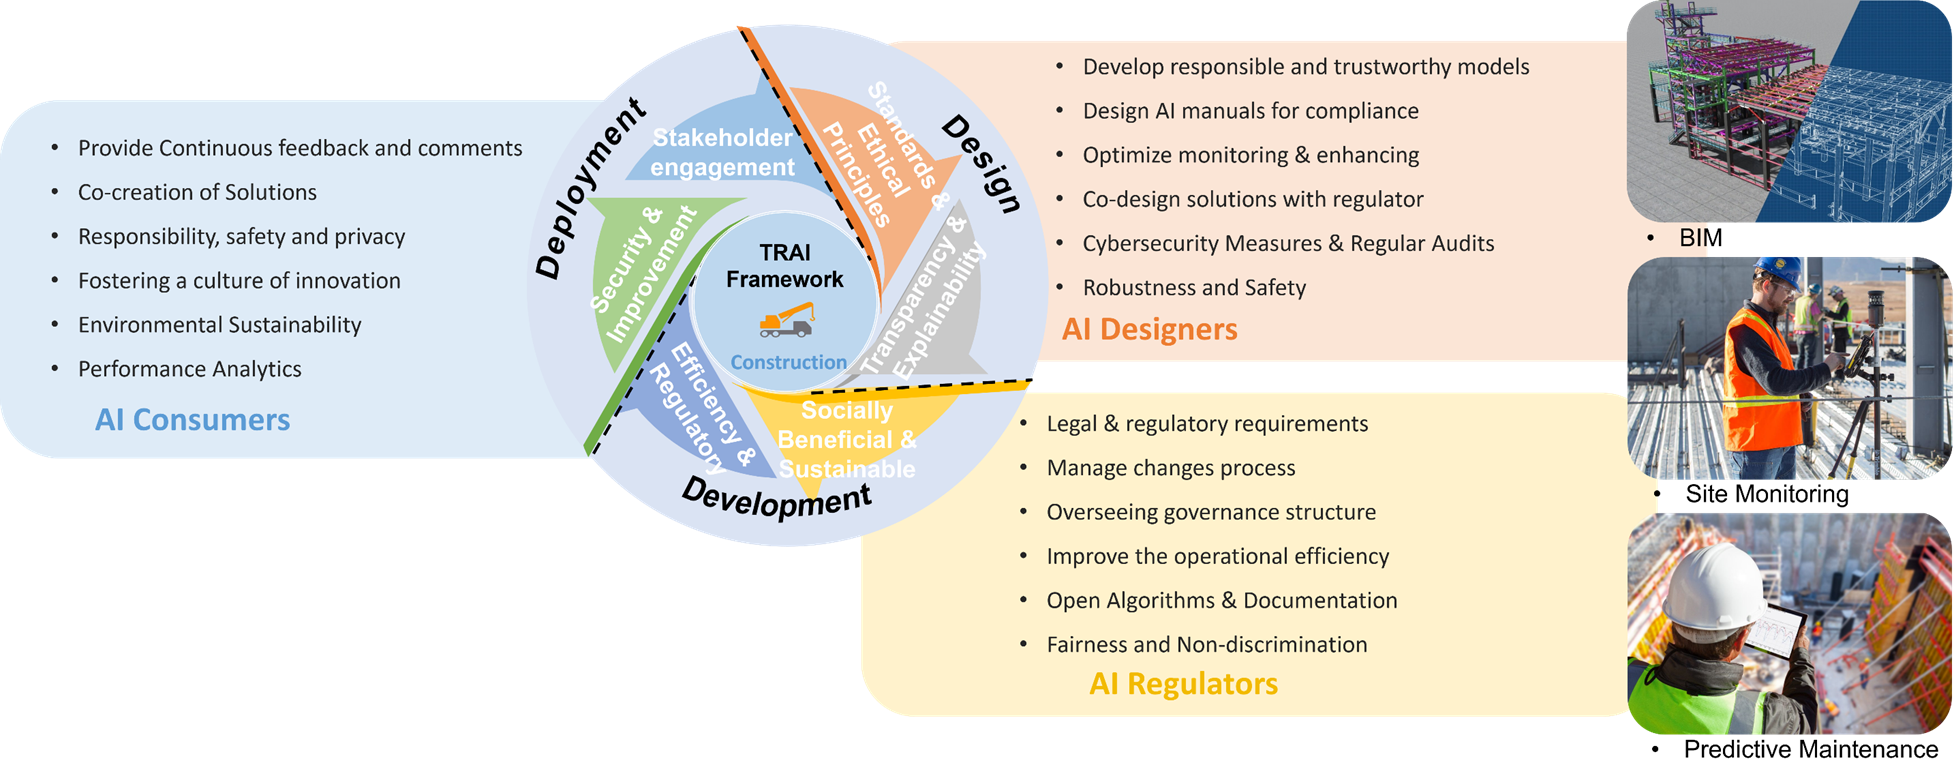 • Provide Continuous feedback and comments
• Co-creation of Solutions
• Responsibility, safety and privacy
• Fostering a culture of innovation
• Environmental Sustainability
• Performance Analytics
AI Consumers
Deployment
Stakeholder
engagement
Security &
Improvement
Standards &
Ethical
Principles
Design
Transparency &
Explainability
TRAI
Framework
Construction
Efficiency &
Regulatory
Socially
Beneficial &
Sustainable
Development
• Develop responsible and trustworthy models
• Design AI manuals for compliance
• Optimize monitoring & enhancing
• Co-design solutions with regulator
• Cybersecurity Measures & Regular Audits
• Robustness and Safety
AI Designers
• Legal & regulatory requirements
• Manage changes process
• Overseeing governance structure
• Improve the operational efficiency
• Open Algorithms & Documentation
• Fairness and Non-discrimination
AI Regulators
• BIM
• Site Monitoring
• Predictive Maintenance